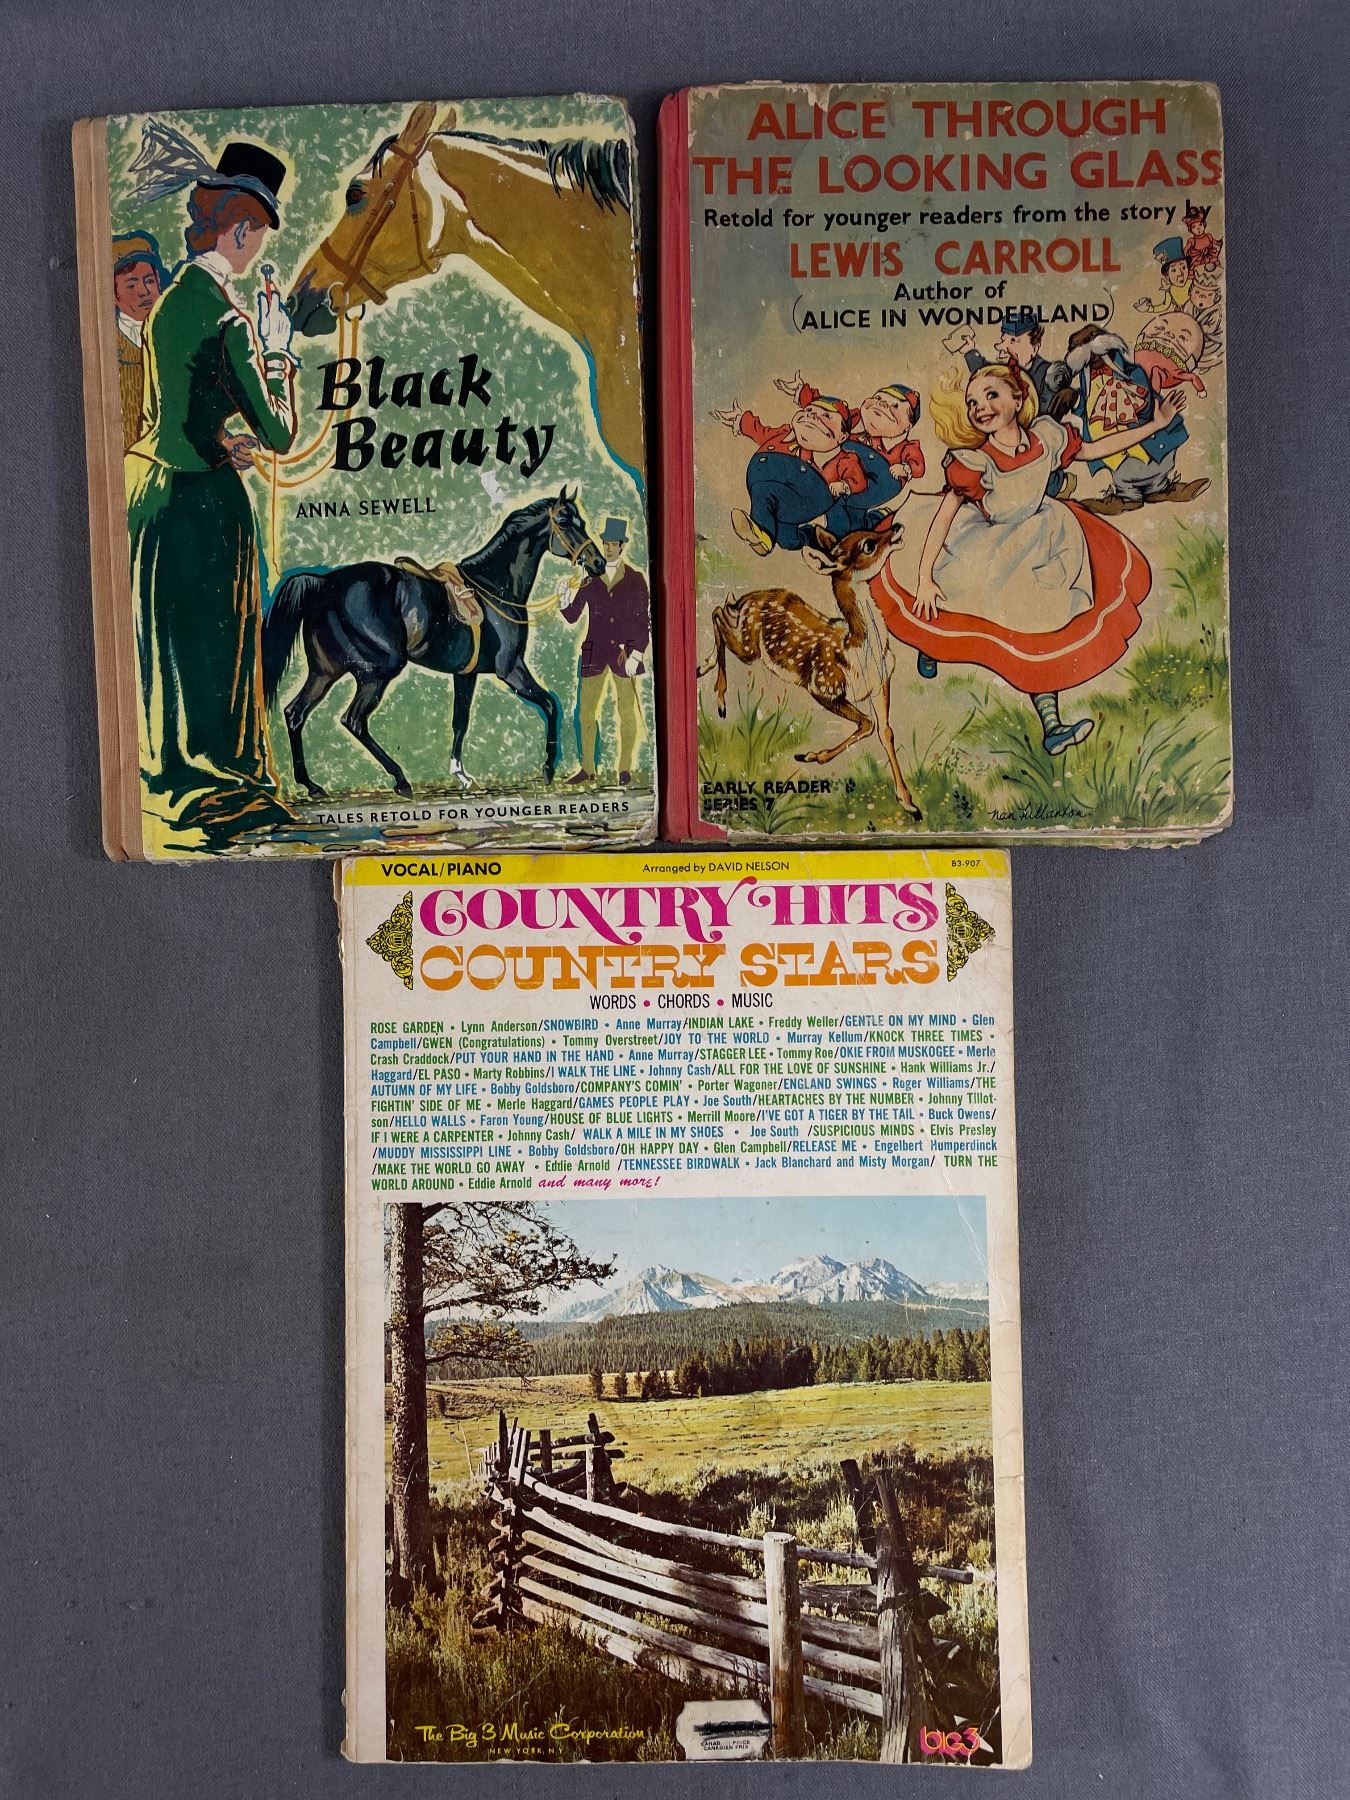 Black
Beauty
ANNA SEWELL
TALES RETOLD FOR YOUNGER READERS
ALICE THROUGH
THE LOOKING GLASS
Retold for younger readers from the story by
LEWIS CARROLL
Author of
(ALICE IN WONDERLAND)
EARLY READER
SERIES 7
VOCAL/PIANO
Arranged by DAVID NELSON
B3-907
COUNTRY HITS
COUNTRY STARS
WORDS • CHORDS • MUSIC
ROSE GARDEN • Lynn Anderson/SNOWBIRD • Anne Murray/INDIAN LAKE • Freddy Weller/GENTLE ON MY MIND • Glen
Campbell/GWEN (Congratulations) • Tommy Overstreet/JOY TO THE WORLD • Murray Kellum/KNOCK THREE TIMES •
Crash Craddock/PUT YOUR HAND IN THE HAND • Anne Murray/STAGGER LEE • Tommy Roe/OKIE FROM MUSKOGEE • Merle
Haggard/EL PASO • Marty Robbins/I WALK THE LINE • Johnny Cash/ALL FOR THE LOVE OF SUNSHINE • Hank Williams Jr./
AUTUMN OF MY LIFE • Bobby Goldsboro/COMPANY'S COMIN' • Porter Wagoner/ENGLAND SWINGS • Roger Williams/THE
FIGHTIN' SIDE OF ME • Merle Haggard/GAMES PEOPLE PLAY • Joe South/HEARTACHES BY THE NUMBER • Johnny Tillot-
son/HELLO WALLS • Faron Young/HOUSE OF BLUE LIGHTS • Merrill Moore/I'VE GOT A TIGER BY THE TAIL • Buck Owens/
IF I WERE A CARPENTER • Johnny Cash/ WALK A MILE IN MY SHOES • Joe South /SUSPICIOUS MINDS • Elvis Presley
/MUDDY MISSISSIPPI LINE • Bobby Goldsboro/OH HAPPY DAY • Glen Campbell/RELEASE ME • Engelbert Humperdinck
/MAKE THE WORLD GO AWAY • Eddie Arnold /TENNESSEE BIRDWALK • Jack Blanchard and Misty Morgan/ TURN THE
WORLD AROUND • Eddie Arnold and many more!
The Big 3 Music Corporation
NEW YORK, N.Y.
PRICE
CANADIAN PRIX
big3